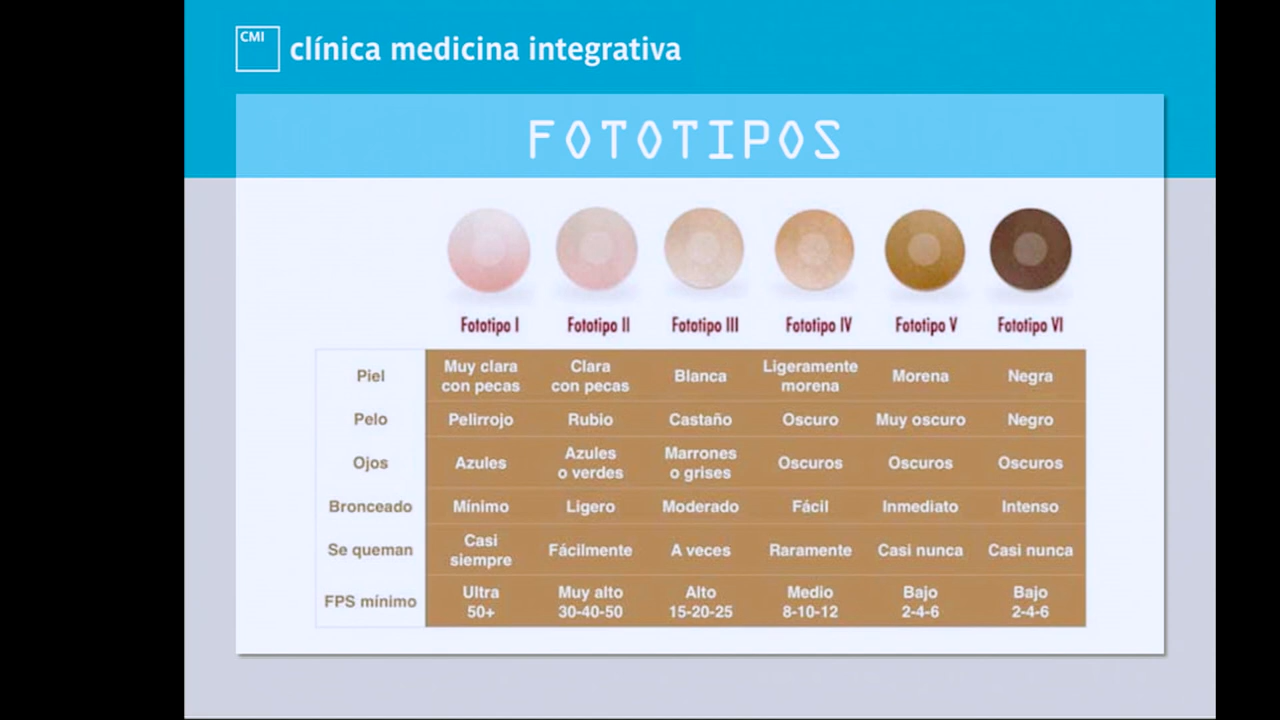 CMI
clínica medicina integrativa
FOTOTIPOS
Fototipo I Fototipo II Fototipo III Fototipo IV Fototipo V Fototipo VI
Piel Muy clara con pecas Clara con pecas Blanca Ligeramente morena Morena Negra
Pelo Pelirrojo Rubio Castaño Oscuro Muy oscuro Negro
Ojos Azules Azules o verdes Marrones o grises Oscuros Oscuros Oscuros
Bronceado Mínimo Ligero Moderado Fácil Inmediato Intenso
Se queman Casi siempre Fácilmente A veces Raramente Casi nunca Casi nunca
FPS mínimo Ultra 50+ Muy alto 30-40-50 Alto 15-20-25 Medio 8-10-12 Bajo 2-4-6 Bajo 2-4-6